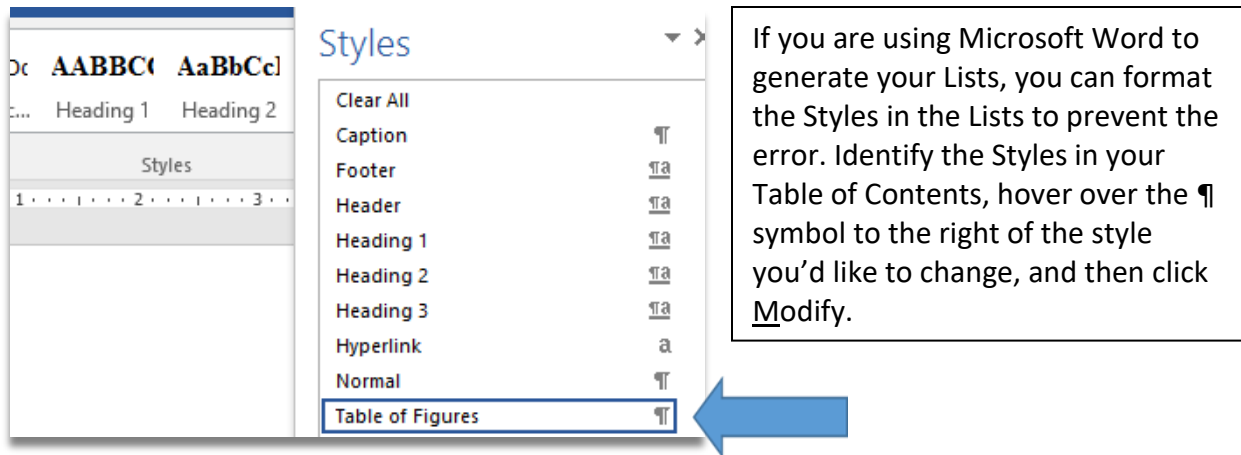 AABBC( AaBbCcl
Heading 1 Heading 2
Styles
1 2 3
Styles
Clear All
Caption ¶
Footer ¶a
Header ¶a
Heading 1 ¶a
Heading 2 ¶a
Heading 3 ¶a
Hyperlink a
Normal ¶
Table of Figures ¶
If you are using Microsoft Word to
generate your Lists, you can format
the Styles in the Lists to prevent the
error. Identify the Styles in your
Table of Contents, hover over the ¶
symbol to the right of the style
you’d like to change, and then click
Modify.